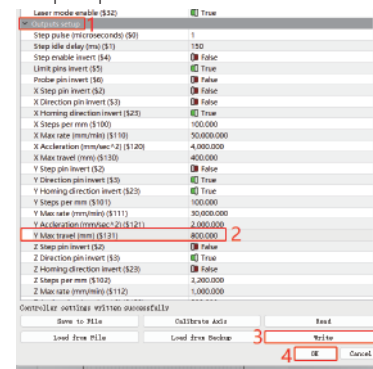 Laser mode enable ($32) True
Outputs setup 1
Step pulse (microseconds) ($0) 1
Step idle delay (ms) ($1) 150
Step enable invert ($4) False
Limit pins invert ($5) True
Probe pin invert ($6) False
X Step pin invert ($2) False
X Direction pin invert ($3) False
X Homing direction invert ($23) True
X Steps per mm ($100) 100.000
X Max rate (mm/min) ($110) 50,000.000
X Accleration (mm/sec^2) ($120) 4,000.000
X Max travel (mm) ($130) 400.000
Y Step pin invert ($2) False
Y Direction pin invert ($3) True
Y Homing direction invert ($23) True
Y Steps per mm ($101) 100.000
Y Max rate (mm/min) ($111) 30,000.000
Y Accleration (mm/sec^2) ($121) 2,000.000
Y Max travel (mm) ($131) 800.000 2
Z Step pin invert ($2) False
Z Direction pin invert ($3) True
Z Homing direction invert ($23) False
Z Steps per mm ($102) 3,200.000
Z Max rate (mm/min) ($112) 1,000.000
Controller settings written successfully
Save to File Calibrate Axis Read
Load from File Load from Backup 3 Write
4 OK Cancel